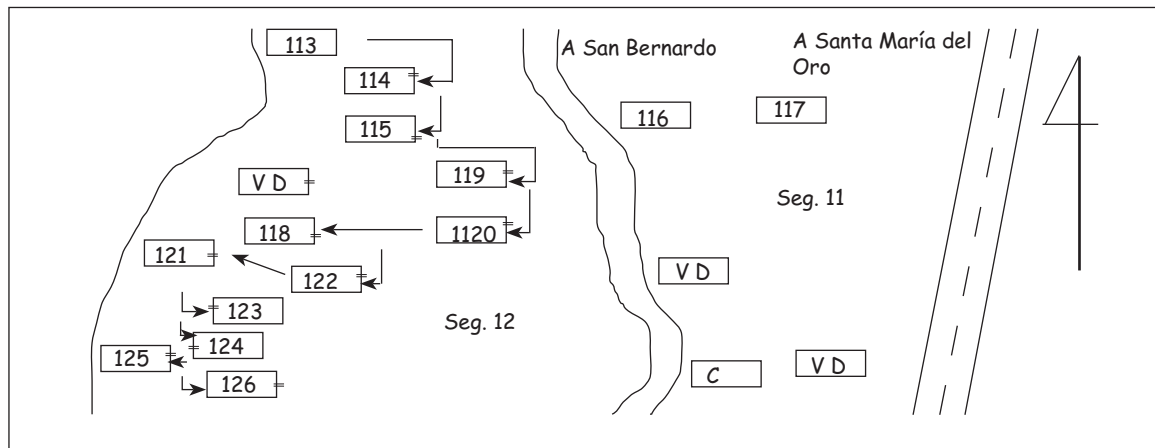 113
A San Bernardo
A Santa María del
Oro
114
116
117
115
119
V D
Seg. 11
118
1120
121
122
V D
123
Seg. 12
124
125
126
C
V D